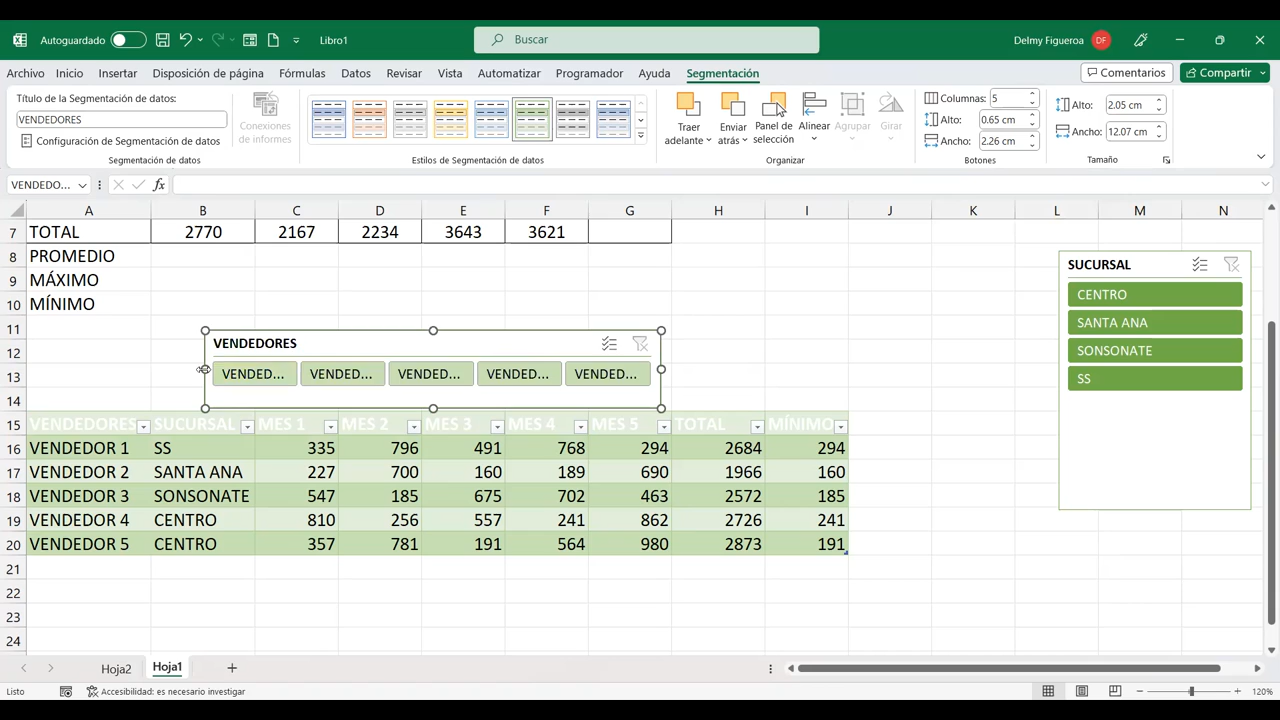 Autoguardado
Libro1
Buscar
Delmy Figueroa DF
Archivo Inicio Insertar Disposición de página Fórmulas Datos Revisar Vista Automatizar Programador Ayuda Segmentación
Comentarios Compartir
Título de la Segmentación de datos:
VENDEDORES
Configuración de Segmentación de datos
Segmentación de datos
Conexiones
de informes
Estilos de Segmentación de datos
Traer
adelante
Enviar
atrás
Panel de
selección
Alinear
Agrupar
Girar
Organizar
Columnas: 5
Alto: 0.65 cm
Ancho: 2.26 cm
Botones
Alto: 2.05 cm
Ancho: 12.07 cm
Tamaño
VENDEDO... fx
A B C D E F G H I J K L M N
7 TOTAL 2770 2167 2234 3643 3621
8 PROMEDIO
9 MÁXIMO
10 MÍNIMO
11
12
13
14
VENDEDORES
VENDED... VENDED... VENDED... VENDED... VENDED...
SUCURSAL
CENTRO
SANTA ANA
SONSONATE
SS
15 VENDEDORES SUCURSAL MES 1 MES 2 MES 3 MES 4 MES 5 TOTAL MÍNIMO
16 VENDEDOR 1 SS 335 796 491 768 294 2684 294
17 VENDEDOR 2 SANTA ANA 227 700 160 189 690 1966 160
18 VENDEDOR 3 SONSONATE 547 185 675 702 463 2572 185
19 VENDEDOR 4 CENTRO 810 256 557 241 862 2726 241
20 VENDEDOR 5 CENTRO 357 781 191 564 980 2873 191
21
22
23
24
Hoja2 Hoja1
Listo
Accesibilidad: es necesario investigar
120%